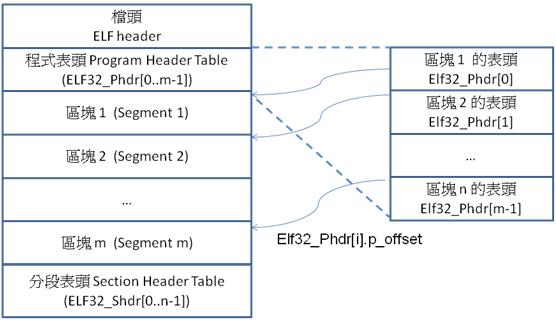 檔頭
ELF header
程式表頭 Program Header Table
(ELF32_Phdr[0..m-1])
區塊 1 (Segment 1)
區塊 2 (Segment 2)
...
區塊 m (Segment m)
分段表頭 Section Header Table
(ELF32_Shdr[0..n-1])
區塊 1 的表頭
Elf32_Phdr[0]
區塊 2 的表頭
Elf32_Phdr[1]
...
區塊 n 的表頭
Elf32_Phdr[m-1]
Elf32_Phdr[i].p_offset